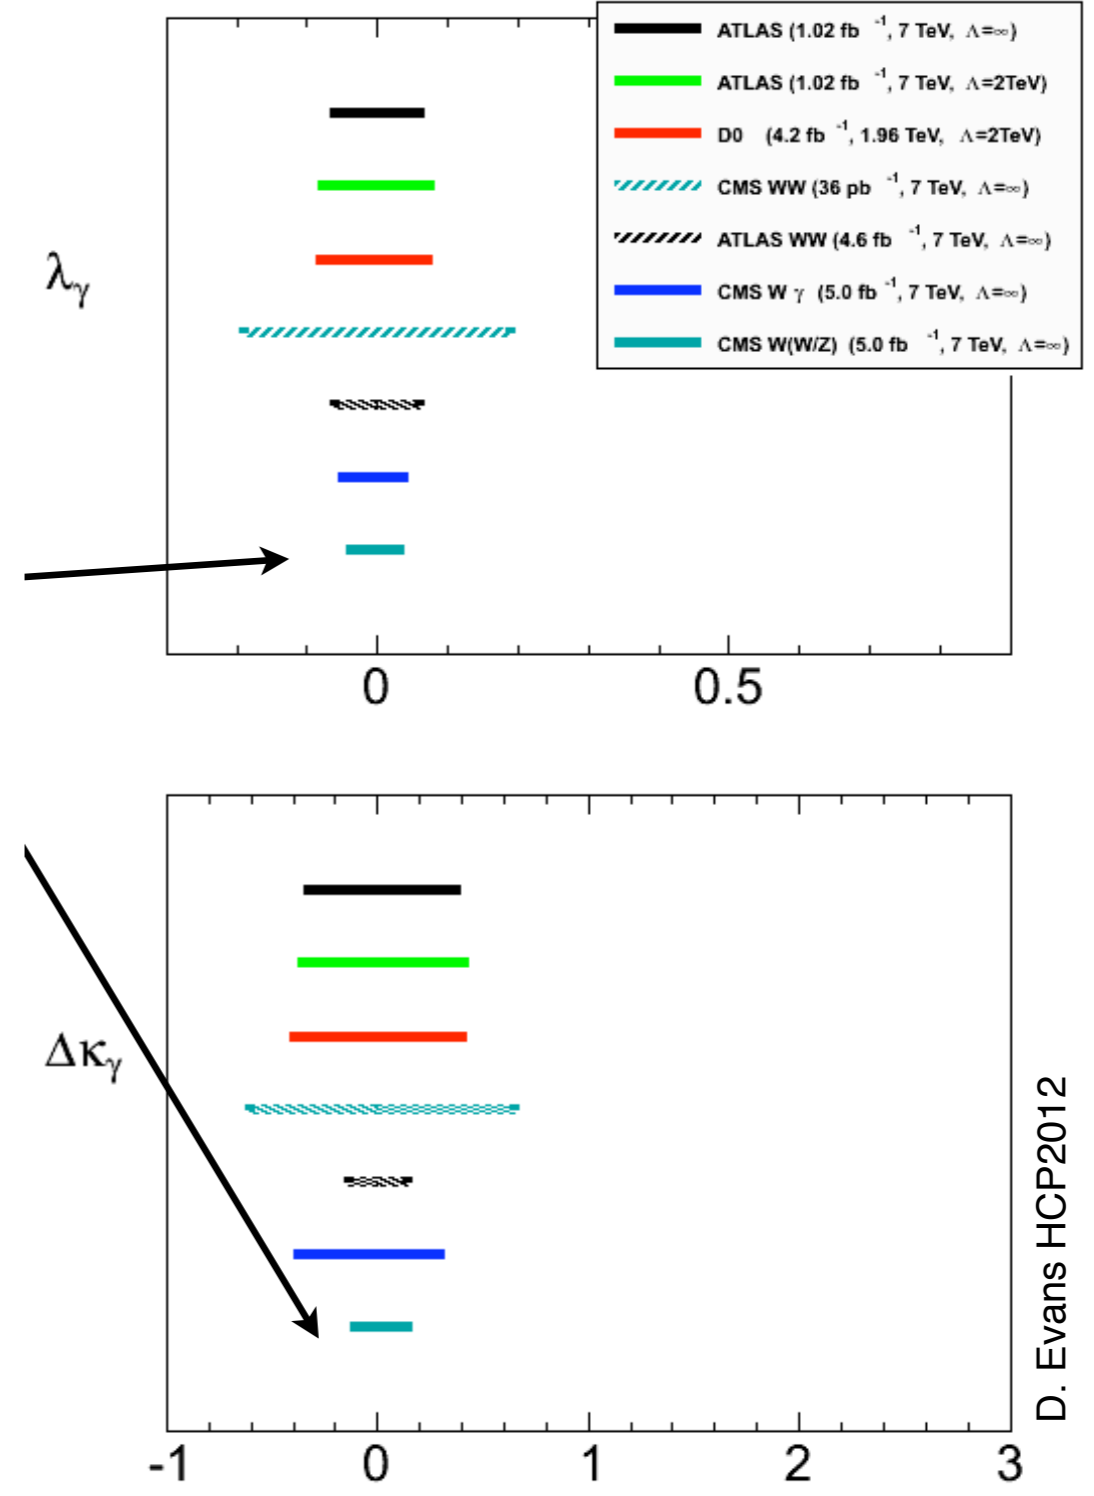 ATLAS (1.02 fb ⁻¹, 7 TeV, Λ=∞)
ATLAS (1.02 fb ⁻¹, 7 TeV, Λ=2TeV)
D0 (4.2 fb ⁻¹, 1.96 TeV, Λ=2TeV)
CMS WW (36 pb ⁻¹, 7 TeV, Λ=∞)
ATLAS WW (4.6 fb ⁻¹, 7 TeV, Λ=∞)
CMS W γ (5.0 fb ⁻¹, 7 TeV, Λ=∞)
CMS W(W/Z) (5.0 fb ⁻¹, 7 TeV, Λ=∞)
λγ
0 0.5
Δκγ
D. Evans HCP2012
-1 0 1 2 3